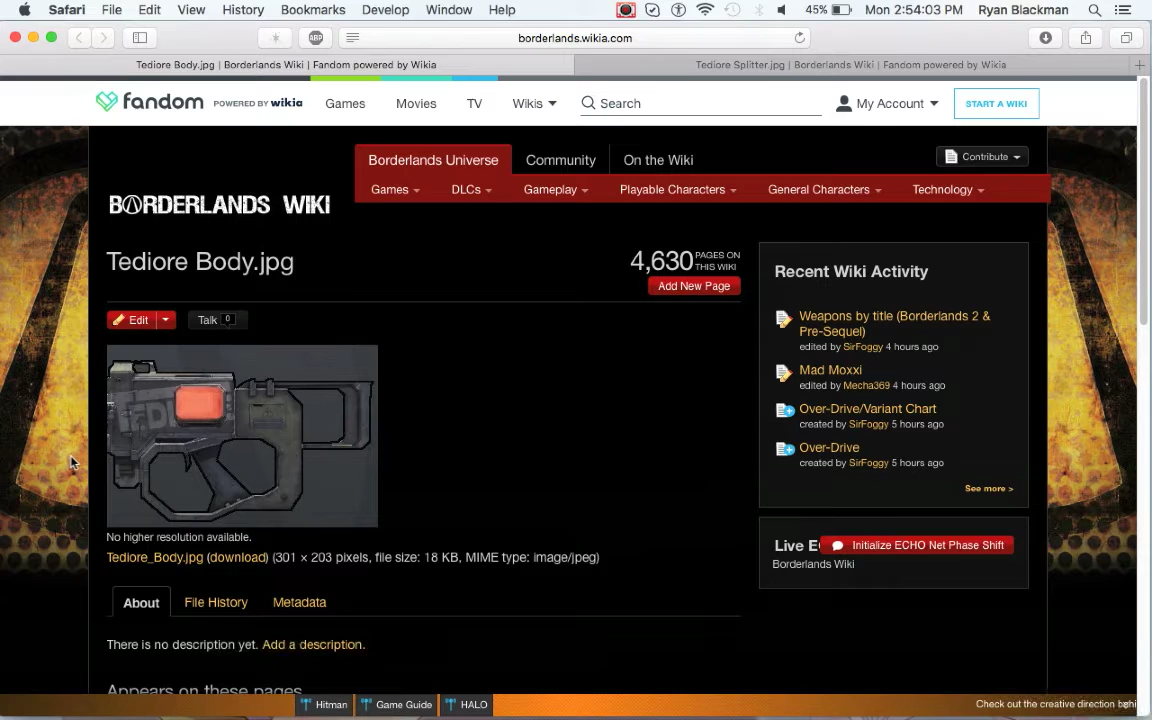 Safari File Edit View History Bookmarks Develop Window Help 45% Mon 2:54:03 PM Ryan Blackman
ABP borderlands.wikia.com
Tediore Body.jpg | Borderlands Wiki | Fandom powered by Wikia Tediore Splitter.jpg | Borderlands Wiki | Fandom powered by Wikia
fandom POWERED BY wikia Games Movies TV Wikis Search My Account START A WIKI
Borderlands Universe Community On the Wiki Contribute
Games DLCs Gameplay Playable Characters General Characters Technology
BORDERLANDS WIKI
Tediore Body.jpg
4,630 PAGES ON
THIS WIKI
Add New Page
Edit Talk 0
No higher resolution available.
Tediore_Body.jpg (download) (301 × 203 pixels, file size: 18 KB, MIME type: image/jpeg)
About File History Metadata
There is no description yet. Add a description.
Appears on these pages
Recent Wiki Activity
Weapons by title (Borderlands 2 &
Pre-Sequel)
edited by SirFoggy 4 hours ago
Mad Moxxi
edited by Mecha369 4 hours ago
Over-Drive/Variant Chart
created by SirFoggy 5 hours ago
Over-Drive
created by SirFoggy 5 hours ago
See more >
Live E Initialize ECHO Net Phase Shift
Borderlands Wiki
Hitman Game Guide HALO Check out the creative direction